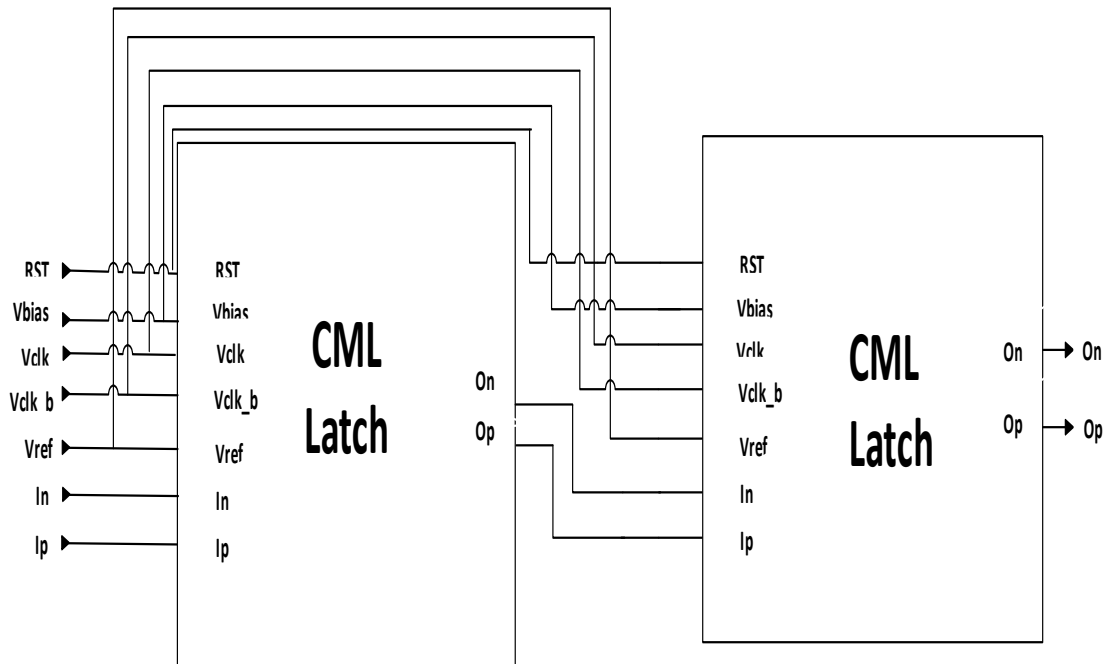 RST
Vbias
Vclk
Vclk_b
Vref
In
Ip
RST
Vbias
Vclk
Vclk_b
Vref
In
Ip
CML
Latch
On
Op
RST
Vbias
Vclk
Vclk_b
Vref
In
Ip
CML
Latch
On
Op
On
Op